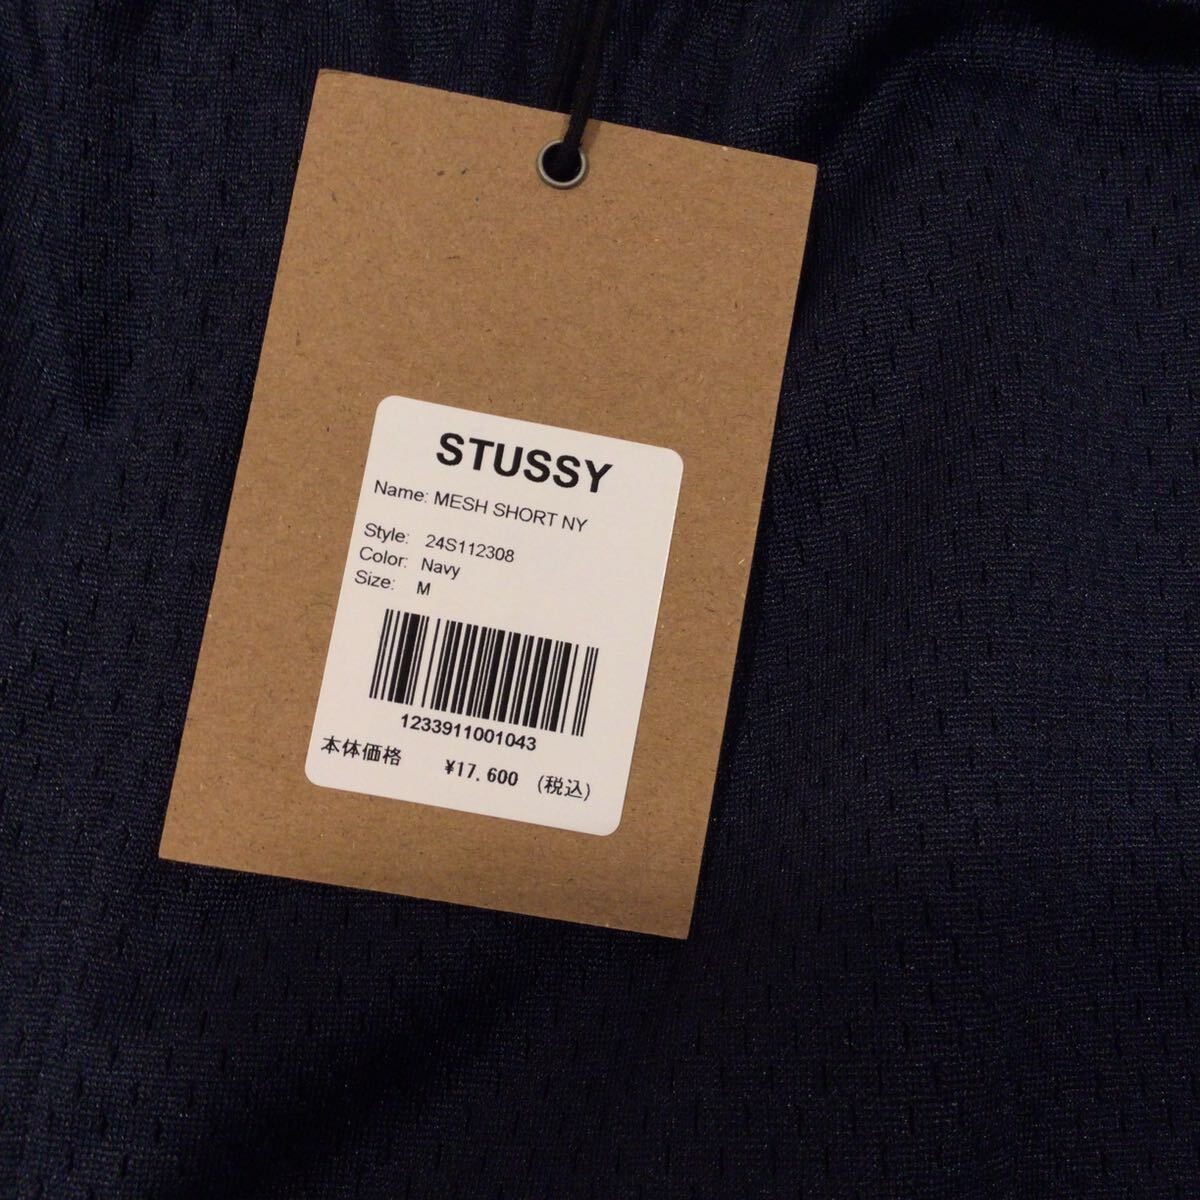 STUSSY
Name: MESH SHORT NY
Style: 24S112308
Color: Navy
Size: M
1233911001043
本体価格 ¥17,600 (税込)